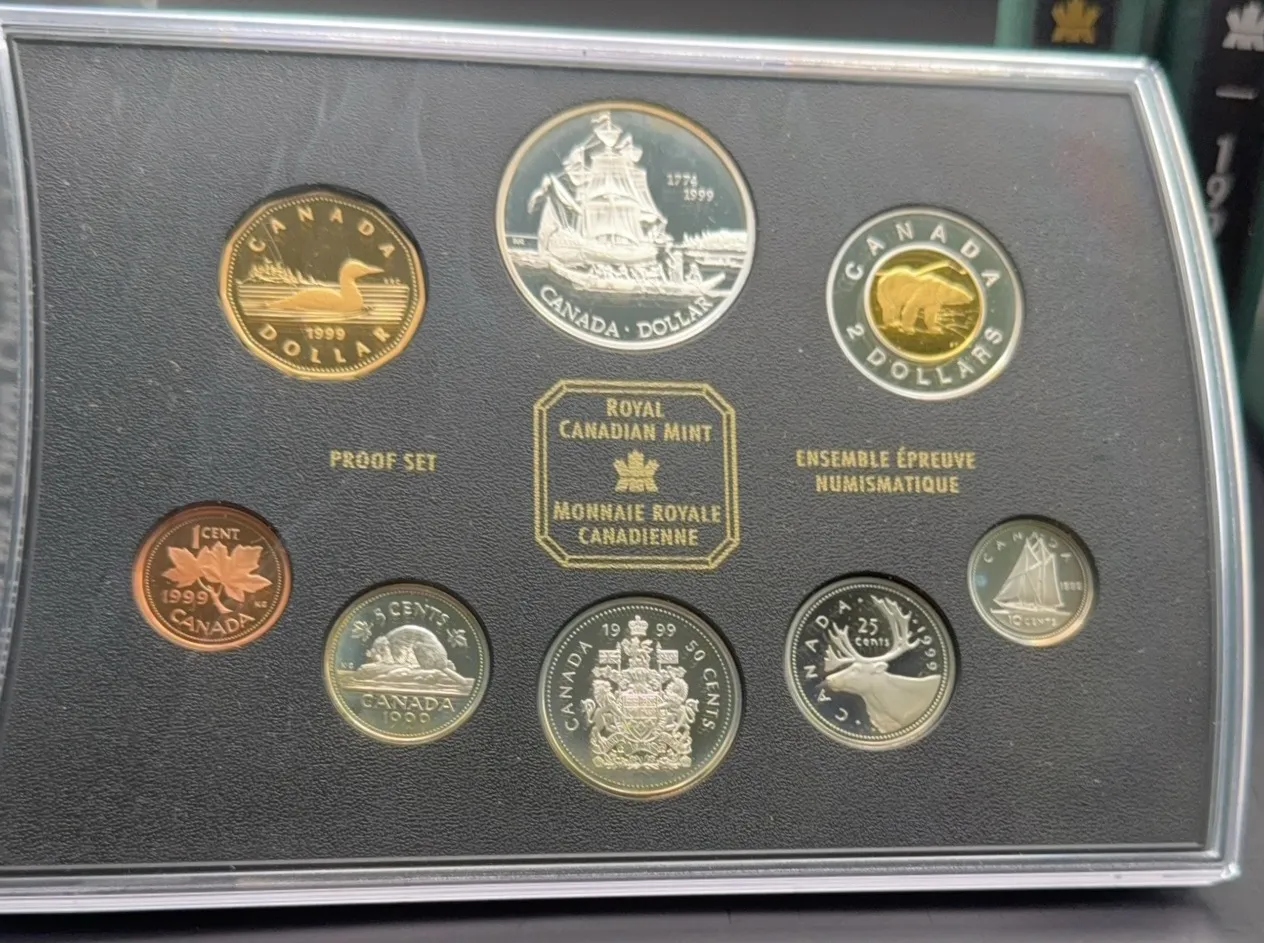 CANADA
1999
DOLLAR
1774
1999
CANADA · DOLLAR
CANADA
2 DOLLARS
PROOF SET
ROYAL
CANADIAN MINT
MONNAIE ROYALE
CANADIENNE
ENSEMBLE ÉPREUVE
NUMISMATIQUE
1 CENT
1999
CANADA
5 CENTS
CANADA
1999
19 99
CANADA
50 CENTS
25
cents
CANADA · 1999
CANADA
1999
10 CENTS